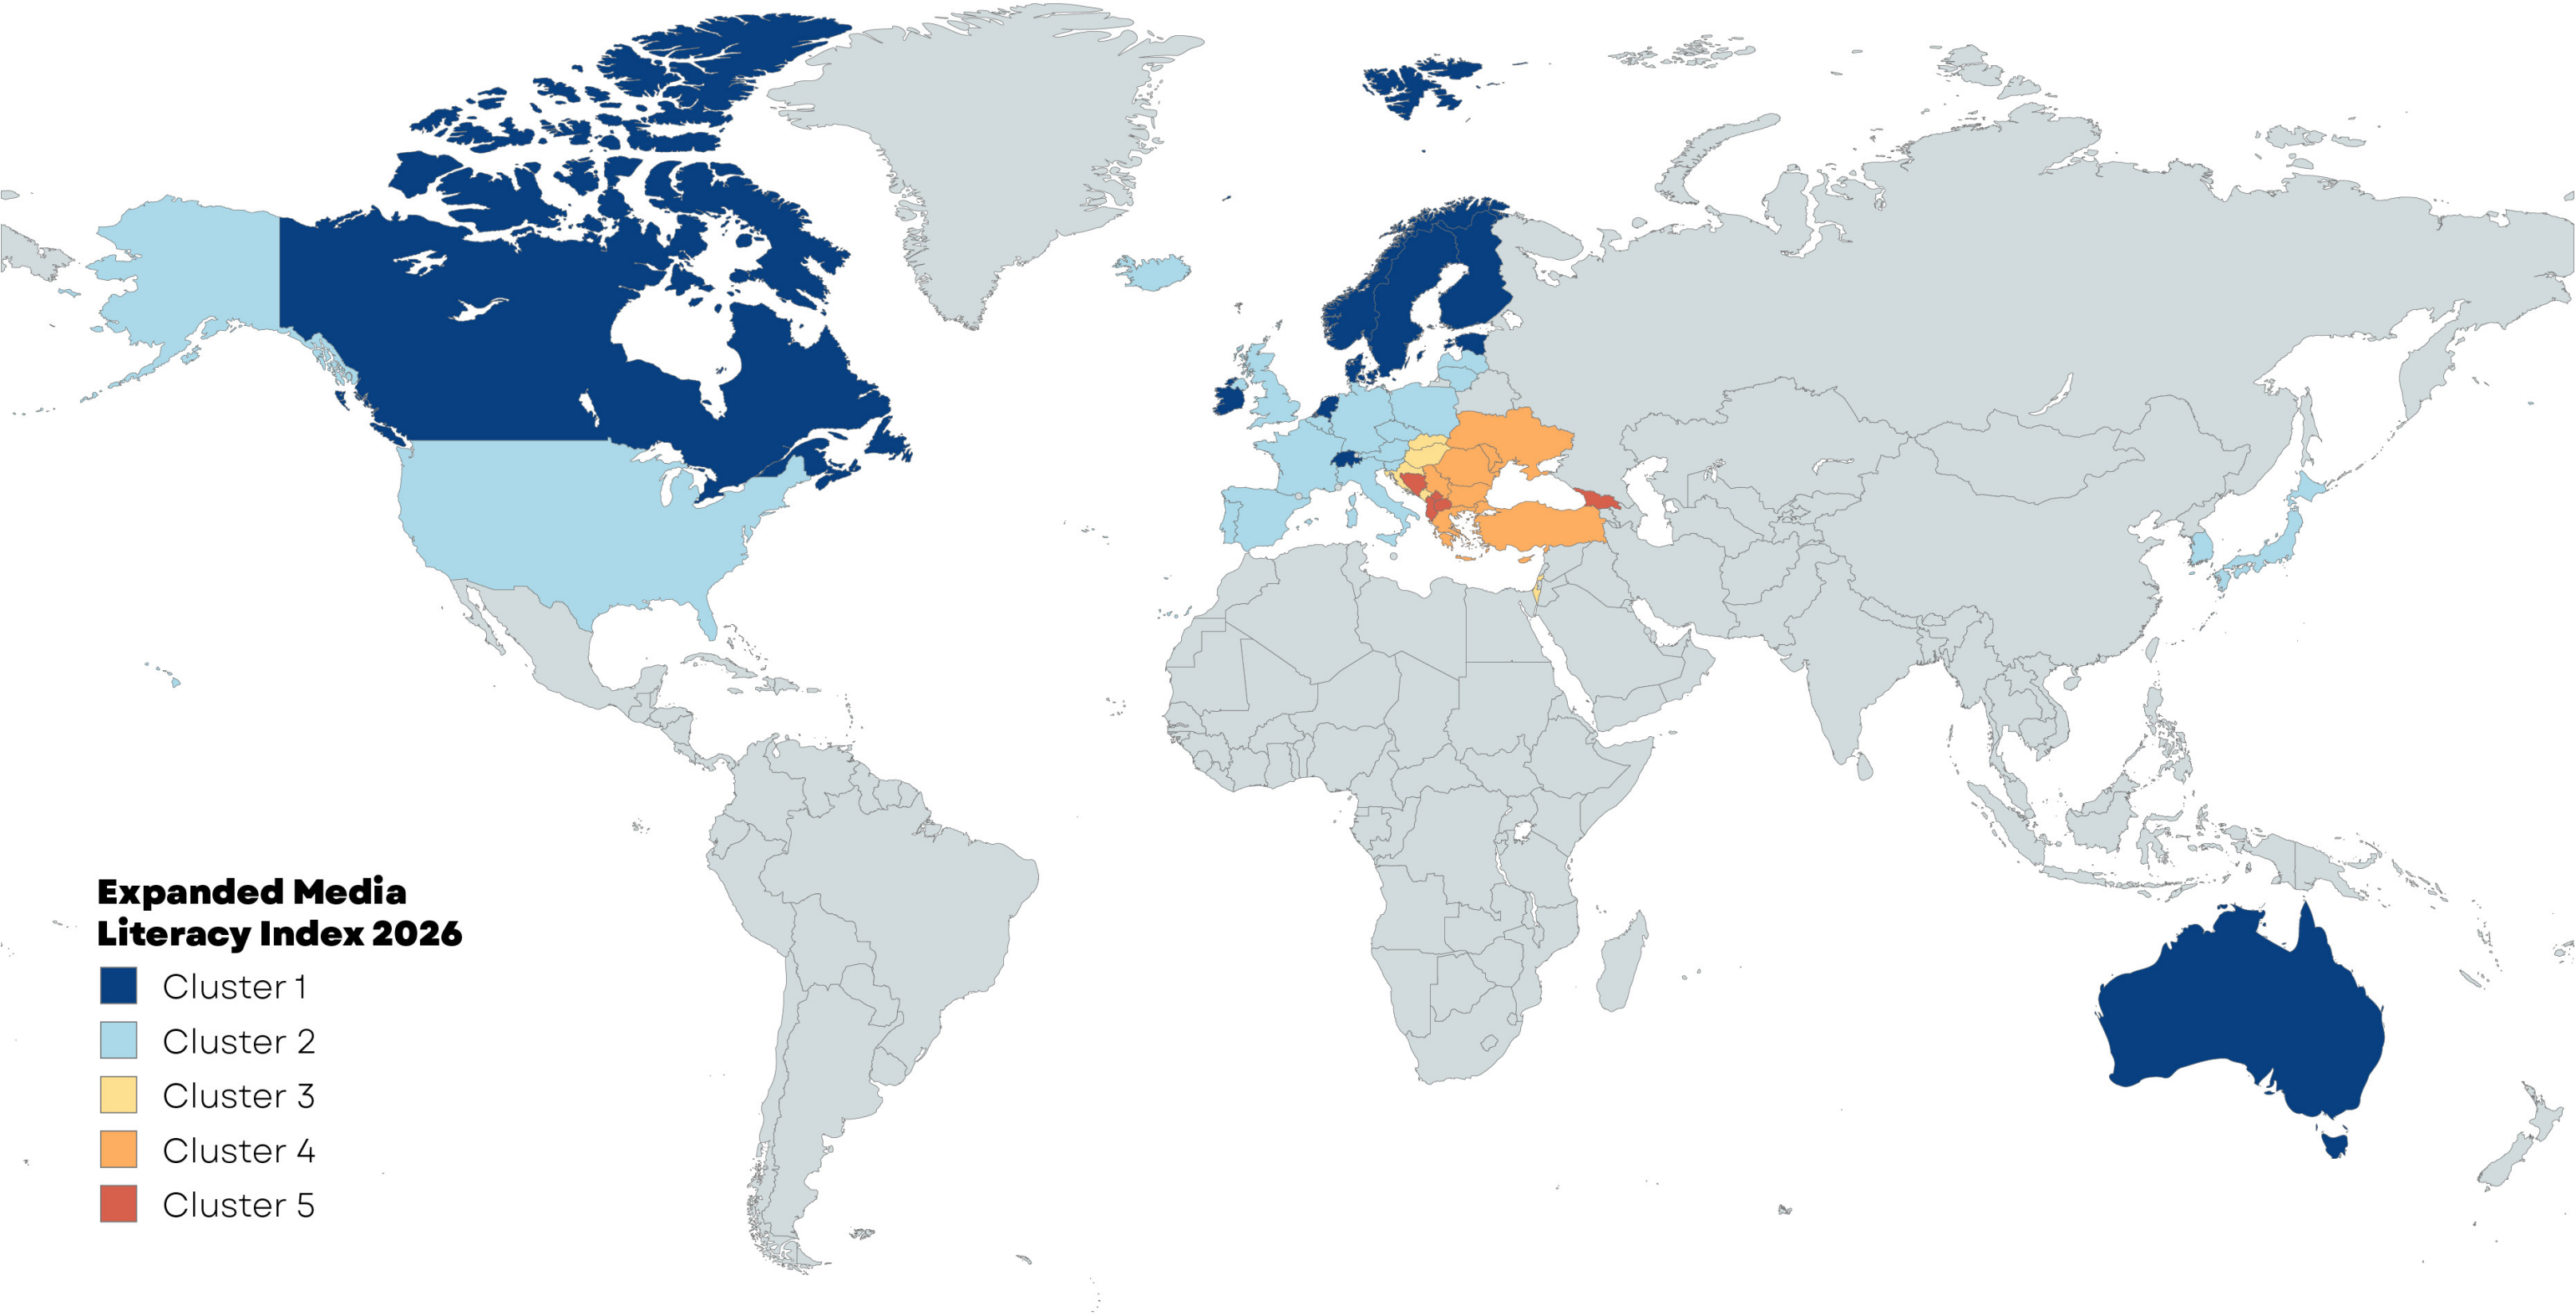 Expanded Media
Literacy Index 2026
Cluster 1
Cluster 2
Cluster 3
Cluster 4
Cluster 5